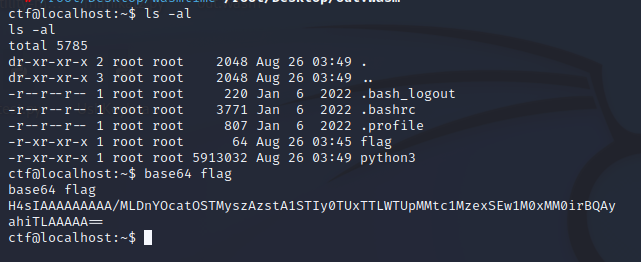 ctf@localhost:~$ ls -al
ls -al
total 5785
dr-xr-xr-x 2 root root    2048 Aug 26 03:49 .
dr-xr-xr-x 3 root root    2048 Aug 26 03:49 ..
-r--r--r-- 1 root root     220 Jan  6  2022 .bash_logout
-r--r--r-- 1 root root    3771 Jan  6  2022 .bashrc
-r--r--r-- 1 root root     807 Jan  6  2022 .profile
-r-xr-xr-x 1 root root      64 Aug 26 03:45 flag
-r-xr-xr-x 1 root root 5913032 Aug 26 03:49 python3
ctf@localhost:~$ base64 flag
base64 flag
H4sIAAAAAAAAA/MLDnYOcatOSTMyszAzstA1STIy0TUxTTLWTUpMMtc1MzexSEw1M0xMM0irBQAy
ahiTLAAAAA==
ctf@localhost:~$